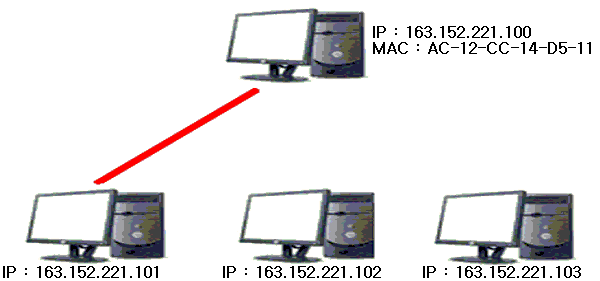 IP : 163.152.221.100
MAC : AC-12-CC-14-D5-11
IP : 163.152.221.101
IP : 163.152.221.102
IP : 163.152.221.103